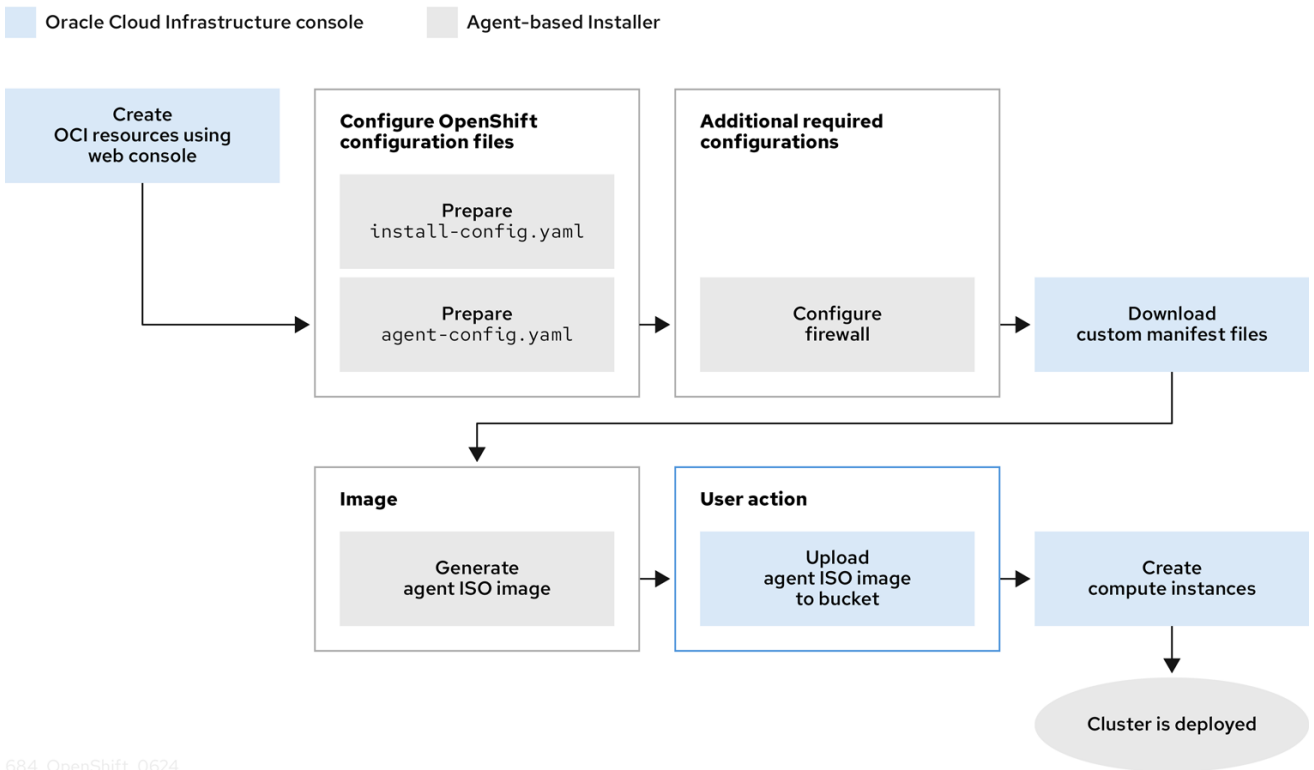 Oracle Cloud Infrastructure console
Agent-based Installer
Create
OCI resources using
web console
Configure OpenShift
configuration files
Prepare
install-config.yaml
Prepare
agent-config.yaml
Additional required
configurations
Configure
firewall
Download
custom manifest files
Image
Generate
agent ISO image
User action
Upload
agent ISO image
to bucket
Create
compute instances
Cluster is deployed
684_OpenShift_0624